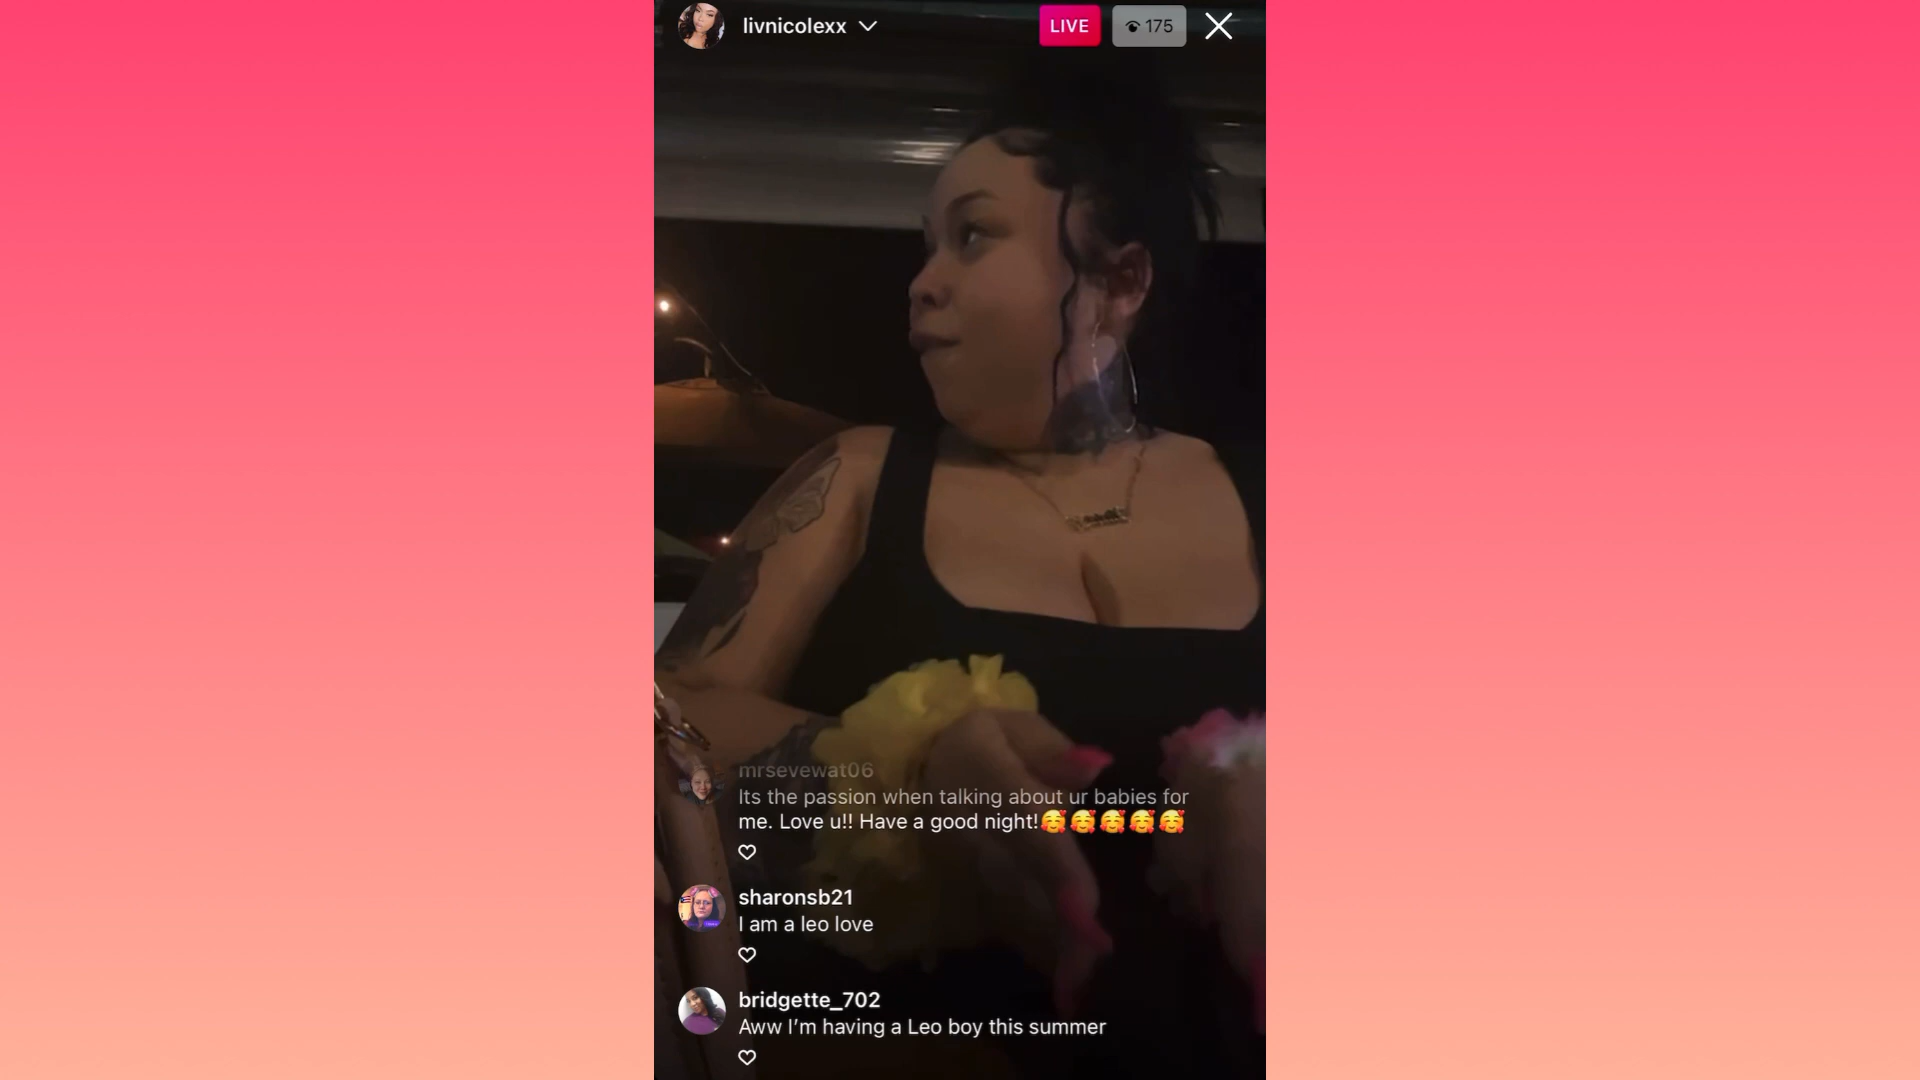 livnicolexx
LIVE
175
mrsevewat06
Its the passion when talking about ur babies for
me. Love u!! Have a good night!🥰🥰🥰🥰🥰
sharonsb21
I am a leo love
bridgette_702
Aww I’m having a Leo boy this summer